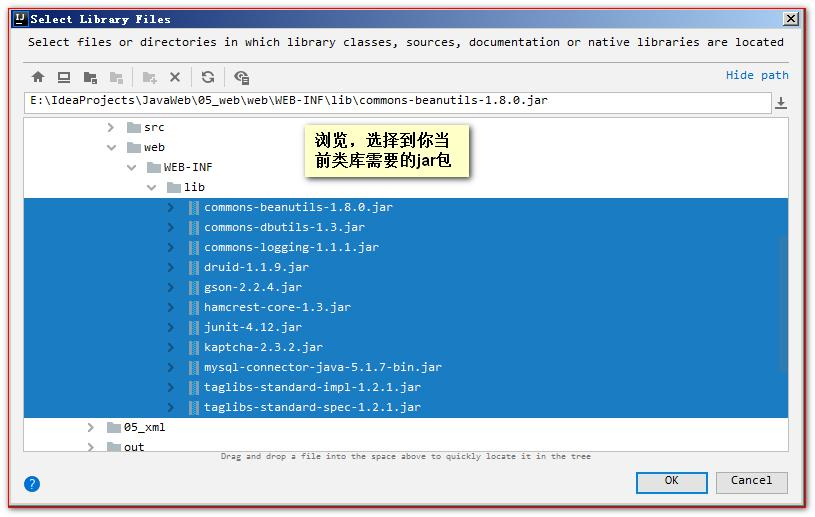 Select Library Files
Select files or directories in which library classes, sources, documentation or native libraries are located
Hide path
E:\IdeaProjects\JavaWeb\05_web\web\WEB-INF\lib\commons-beanutils-1.8.0.jar
src
浏览，选择到你当
前类库需要的jar包
web
WEB-INF
lib
commons-beanutils-1.8.0.jar
commons-dbutils-1.3.jar
commons-logging-1.1.1.jar
druid-1.1.9.jar
gson-2.2.4.jar
hamcrest-core-1.3.jar
junit-4.12.jar
kaptcha-2.3.2.jar
mysql-connector-java-5.1.7-bin.jar
taglibs-standard-impl-1.2.1.jar
taglibs-standard-spec-1.2.1.jar
05_xml
out
Drag and drop a file into the space above to quickly locate it in the tree
?
OK
Cancel